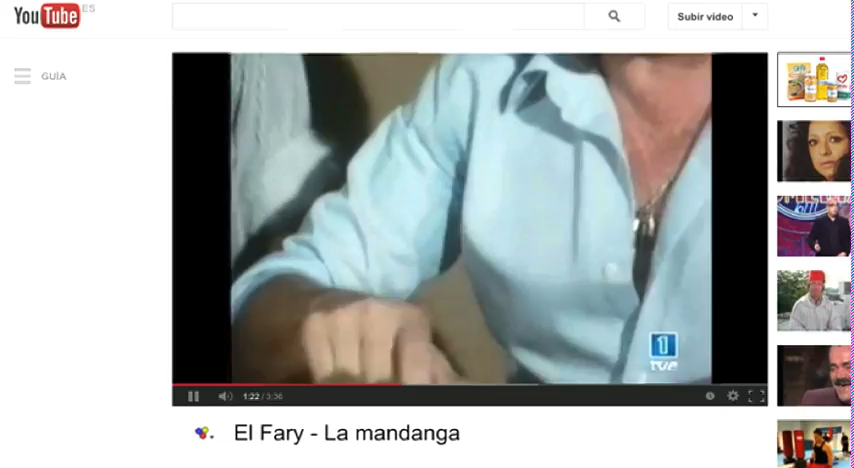 YouTube ES
Subir vídeo
GUÍA
1
tve
1:22 / 3:36
El Fary - La mandanga